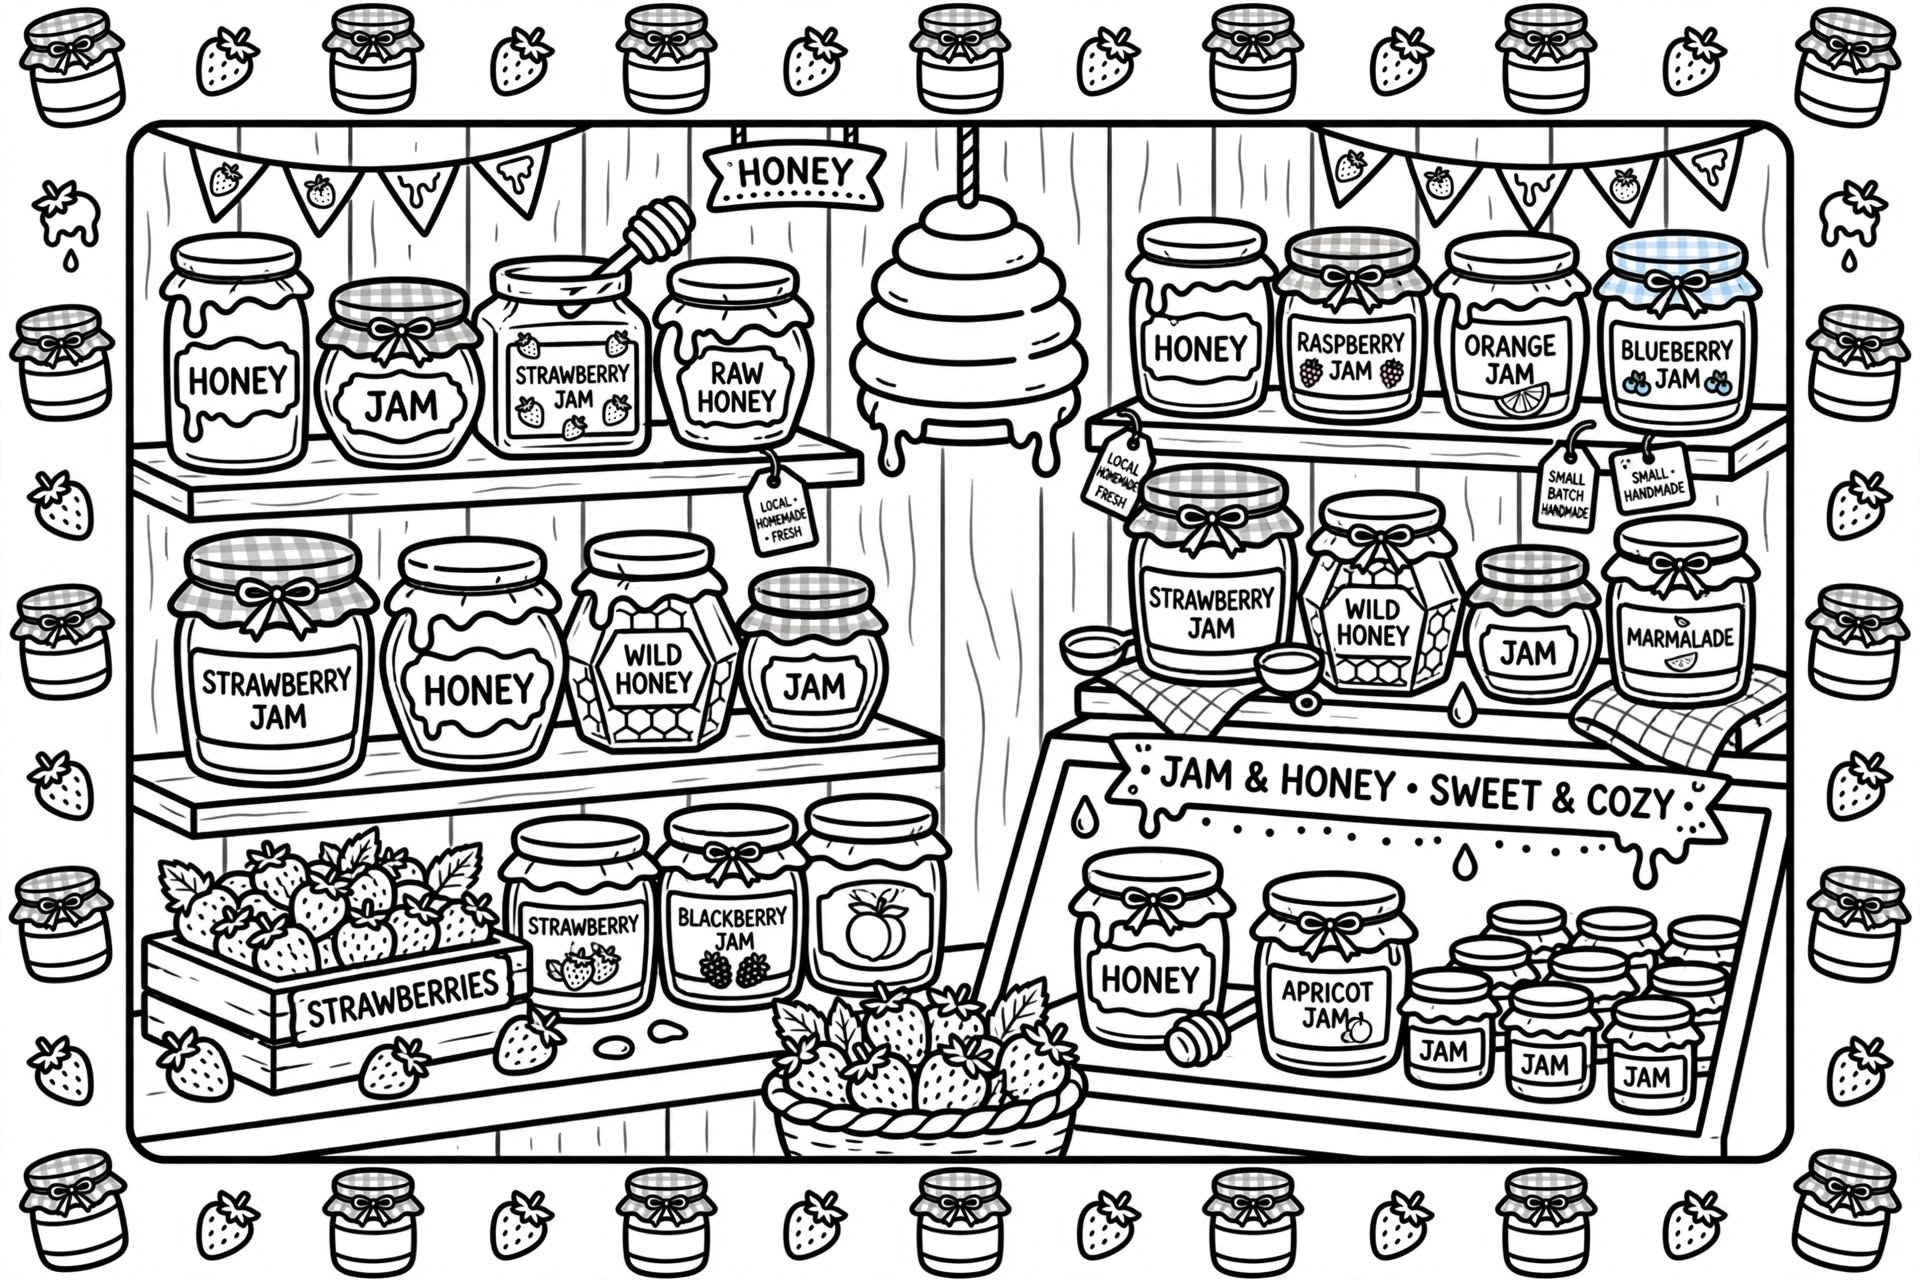 HONEY
HONEY
JAM
STRAWBERRY
JAM
RAW
HONEY
HONEY
RASPBERRY
JAM
ORANGE
JAM
BLUEBERRY
JAM
LOCAL •
HOMEMADE
• FRESH
LOCAL
HOMEMADE
FRESH
SMALL
BATCH
HANDMADE
SMALL •
HANDMADE
STRAWBERRY
JAM
HONEY
WILD
HONEY
JAM
STRAWBERRY
JAM
WILD
HONEY
JAM
MARMALADE
JAM & HONEY • SWEET & COZY
STRAWBERRIES
STRAWBERRY
BLACKBERRY
JAM
HONEY
APRICOT
JAM
JAM
JAM
JAM